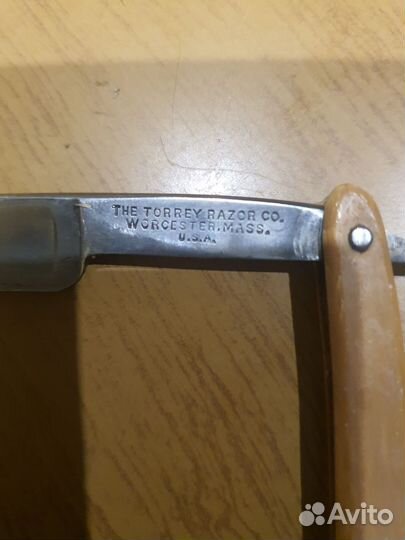 THE TORREY RAZOR CO.
WORCESTER, MASS.
U.S.A.
Avito